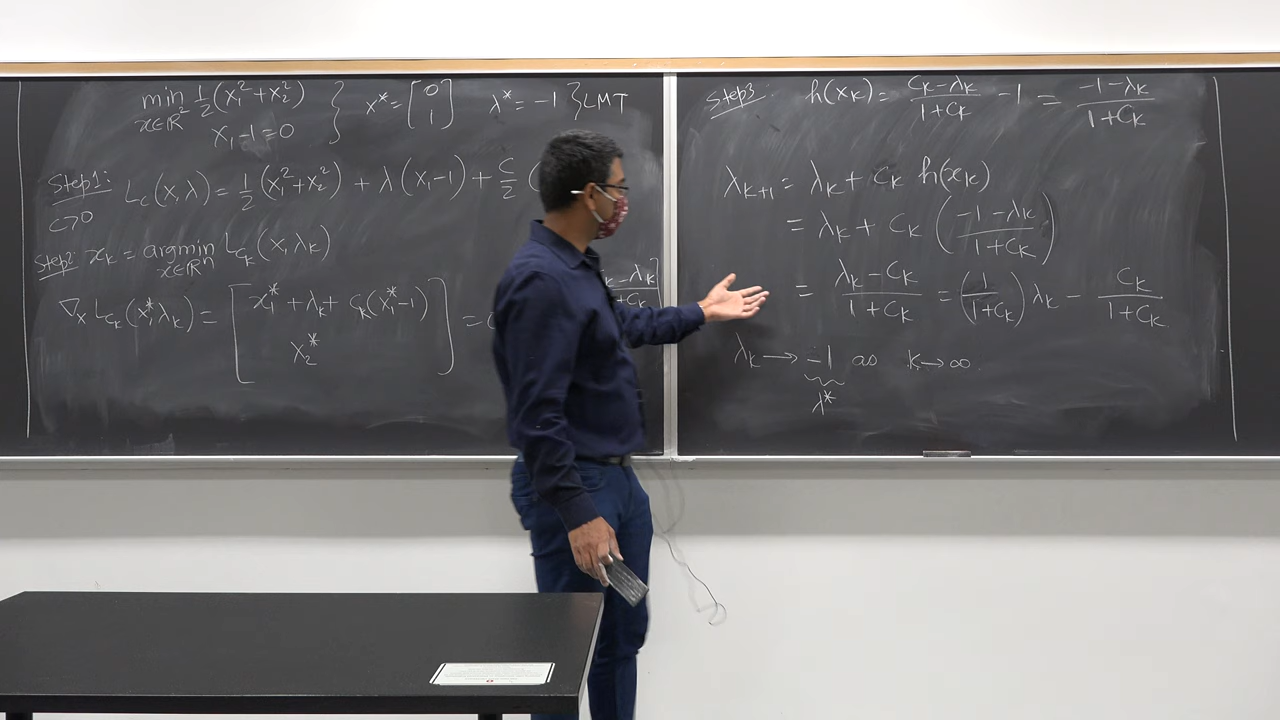 min 1/2(x₁²+x₂²) } x* = [0 1] λ* = -1 } LMT
x∈ℝ²
x₁-1=0
Step1: L_c(x,λ) = 1/2(x₁²+x₂²) + λ(x₁-1) + c/2 (
c>0
Step2: x_k = argmin L_{c_k}(x,λ_k)
x∈ℝⁿ
∇_x L_{c_k}(x*,λ_k) = [x₁* + λ_k + c_k(x₁*-1) x₂*] =
-λ_k
+c_k
Step3: h(x_k) = (c_k-λ_k)/(1+c_k) - 1 = (-1-λ_k)/(1+c_k)
λ_{k+1} = λ_k + c_k h(x_k)
= λ_k + c_k ((-1-λ_k)/(1+c_k))
= (λ_k-c_k)/(1+c_k) = (1/(1+c_k)) λ_k - c_k/(1+c_k)
λ_k → -1 as k→∞
λ*